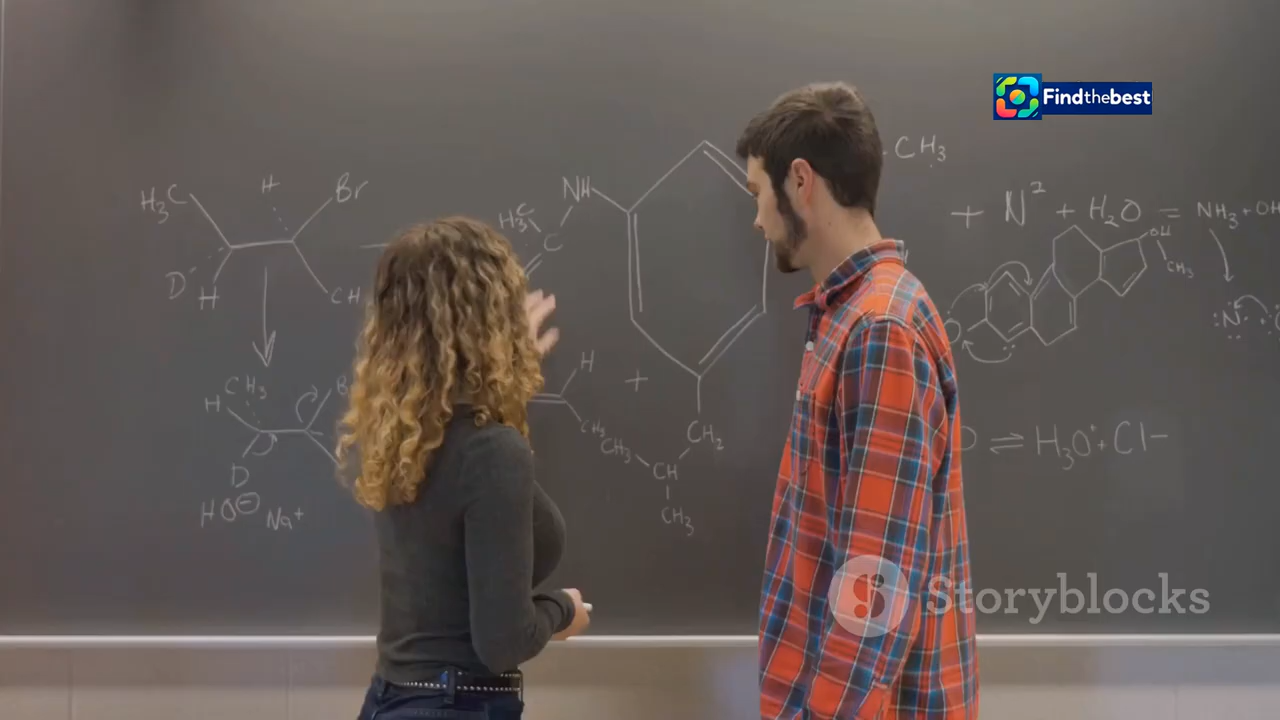 Findthebest
H₃C
H
Br
D
H
CH
CH₃
H
D
HO⊖ Na⁺
H₃C
NH
C
H
+
CH₃
CH₂
CH₃
CH
CH₃
CH₃
+ N² + H₂O = NH₃ + OH
OH
CH₃
:N·
⇌ H₃O⁺ + Cl−
Storyblocks